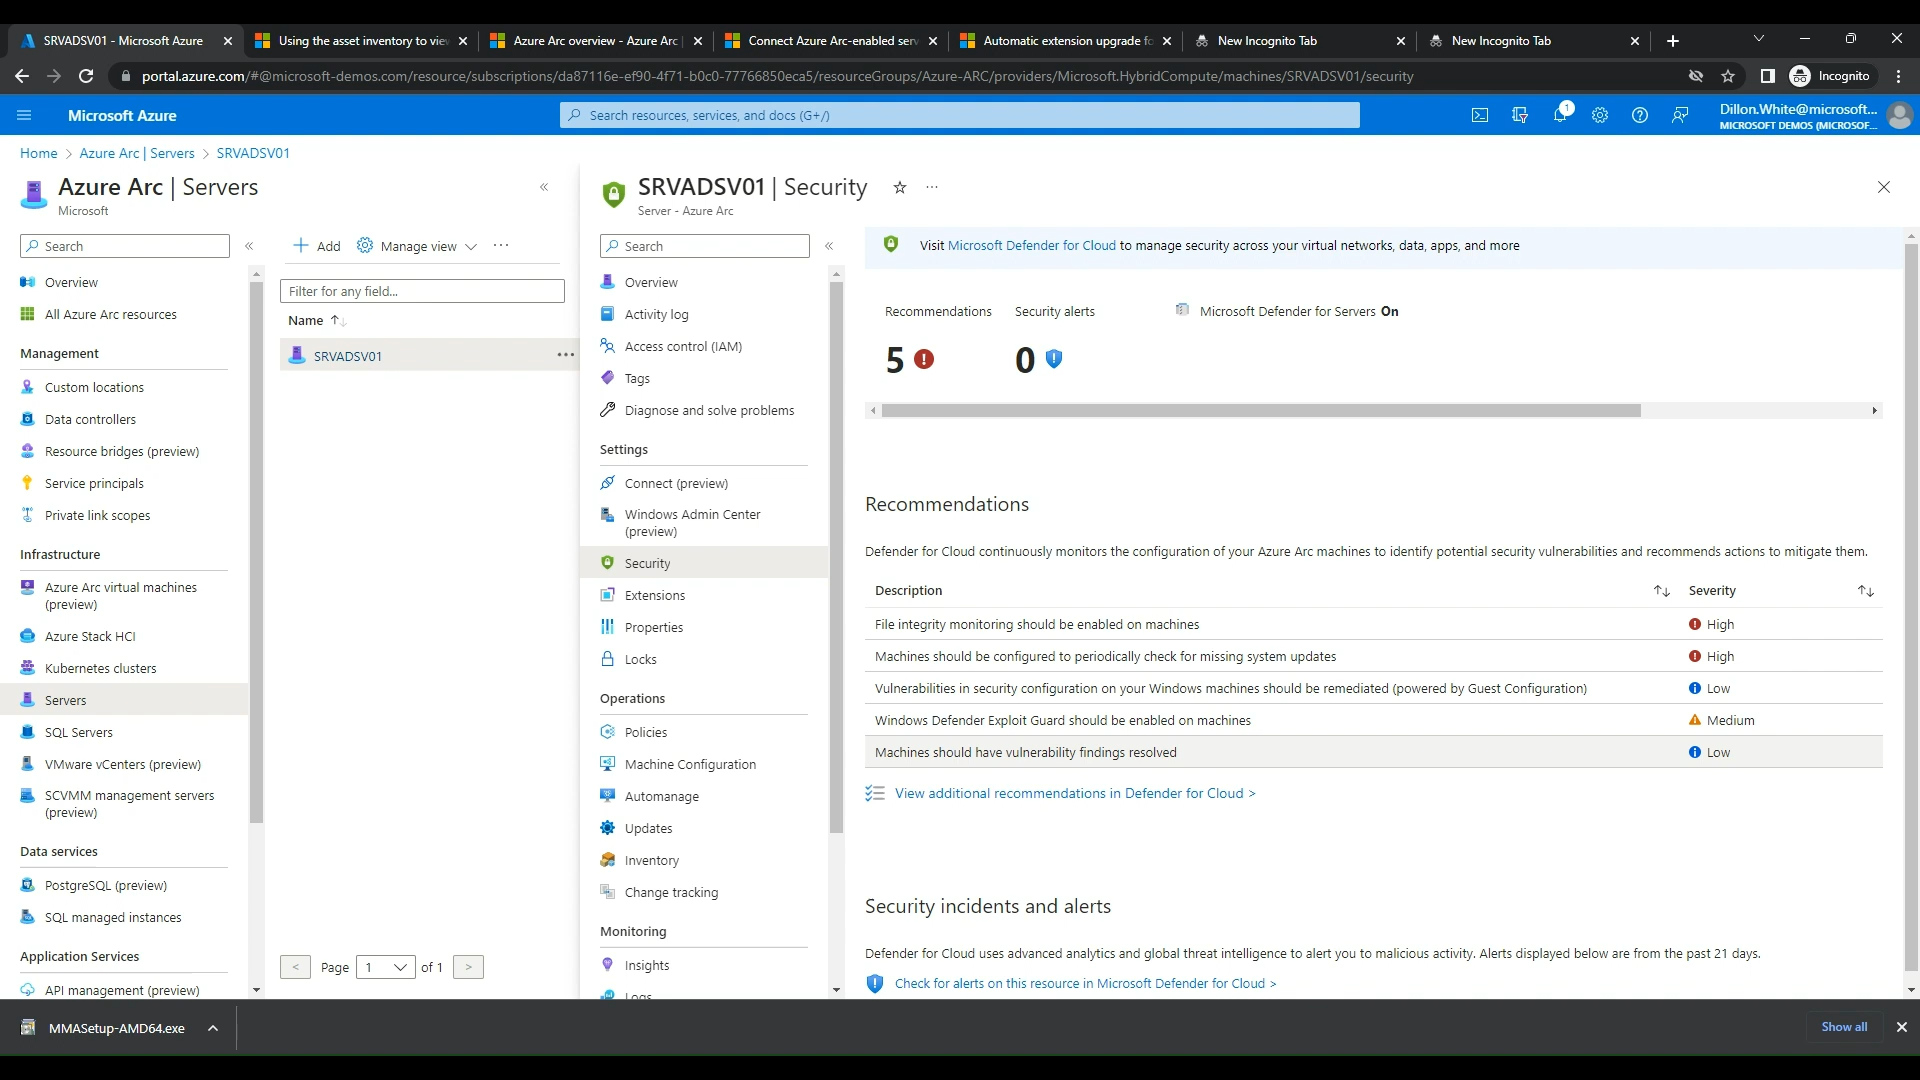 SRVADSV01 - Microsoft Azure
Using the asset inventory to vie
Azure Arc overview - Azure Arc
Connect Azure Arc-enabled serv
Automatic extension upgrade fo
New Incognito Tab
New Incognito Tab
portal.azure.com/#@microsoft-demos.com/resource/subscriptions/da87116e-ef90-4f71-b0c0-77766850eca5/resourceGroups/Azure-ARC/providers/Microsoft.HybridCompute/machines/SRVADSV01/security
Incognito
Microsoft Azure
Search resources, services, and docs (G+/)
1
Dillon.White@microsoft...
MICROSOFT DEMOS (MICROSOF...
Home > Azure Arc | Servers > SRVADSV01
Azure Arc | Servers
Microsoft
Search
Overview
All Azure Arc resources
Management
Custom locations
Data controllers
Resource bridges (preview)
Service principals
Private link scopes
Infrastructure
Azure Arc virtual machines
(preview)
Azure Stack HCI
Kubernetes clusters
Servers
SQL Servers
VMware vCenters (preview)
SCVMM management servers
(preview)
Data services
PostgreSQL (preview)
SQL managed instances
Application Services
API management (preview)
Add
Manage view
Filter for any field...
Name
SRVADSV01
< Page 1 of 1 >
SRVADSV01 | Security
Server - Azure Arc
Search
Overview
Activity log
Access control (IAM)
Tags
Diagnose and solve problems
Settings
Connect (preview)
Windows Admin Center
(preview)
Security
Extensions
Properties
Locks
Operations
Policies
Machine Configuration
Automanage
Updates
Inventory
Change tracking
Monitoring
Insights
Logs
Visit Microsoft Defender for Cloud to manage security across your virtual networks, data, apps, and more
Recommendations
5
Security alerts
0
Microsoft Defender for Servers On
Recommendations
Defender for Cloud continuously monitors the configuration of your Azure Arc machines to identify potential security vulnerabilities and recommends actions to mitigate them.
Description Severity
File integrity monitoring should be enabled on machines High
Machines should be configured to periodically check for missing system updates High
Vulnerabilities in security configuration on your Windows machines should be remediated (powered by Guest Configuration) Low
Windows Defender Exploit Guard should be enabled on machines Medium
Machines should have vulnerability findings resolved Low
View additional recommendations in Defender for Cloud >
Security incidents and alerts
Defender for Cloud uses advanced analytics and global threat intelligence to alert you to malicious activity. Alerts displayed below are from the past 21 days.
Check for alerts on this resource in Microsoft Defender for Cloud >
MMASetup-AMD64.exe
Show all